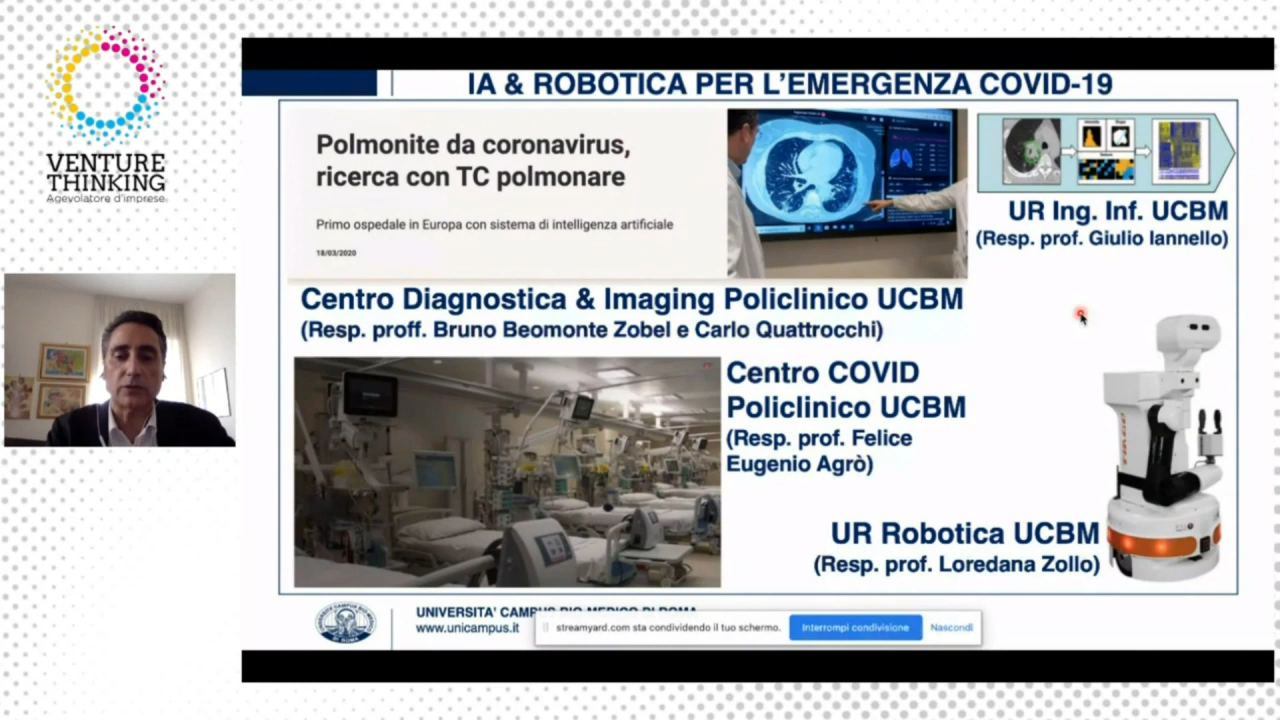 VENTURE
THINKING
Agevolatore d'imprese
IA & ROBOTICA PER L'EMERGENZA COVID-19
Polmonite da coronavirus,
ricerca con TC polmonare
Primo ospedale in Europa con sistema di intelligenza artificiale
18/03/2020
UR Ing. Inf. UCBM
(Resp. prof. Giulio Iannello)
Centro Diagnostica & Imaging Policlinico UCBM
(Resp. proff. Bruno Beomonte Zobel e Carlo Quattrocchi)
Centro COVID
Policlinico UCBM
(Resp. prof. Felice
Eugenio Agrò)
UR Robotica UCBM
(Resp. prof. Loredana Zollo)
UNIVERSITA' CAMPUS BIO-MEDICO DI ROMA
www.unicampus.it
streamyard.com sta condividendo il tuo schermo.
Interrompi condivisione
Nascondi